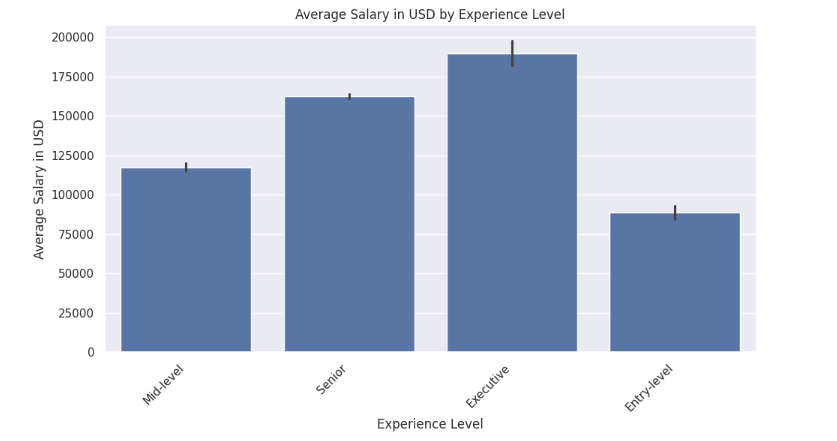 Average Salary in USD by Experience Level
Average Salary in USD
200000
175000
150000
125000
100000
75000
50000
25000
0
Mid-level
Senior
Executive
Entry-level
Experience Level